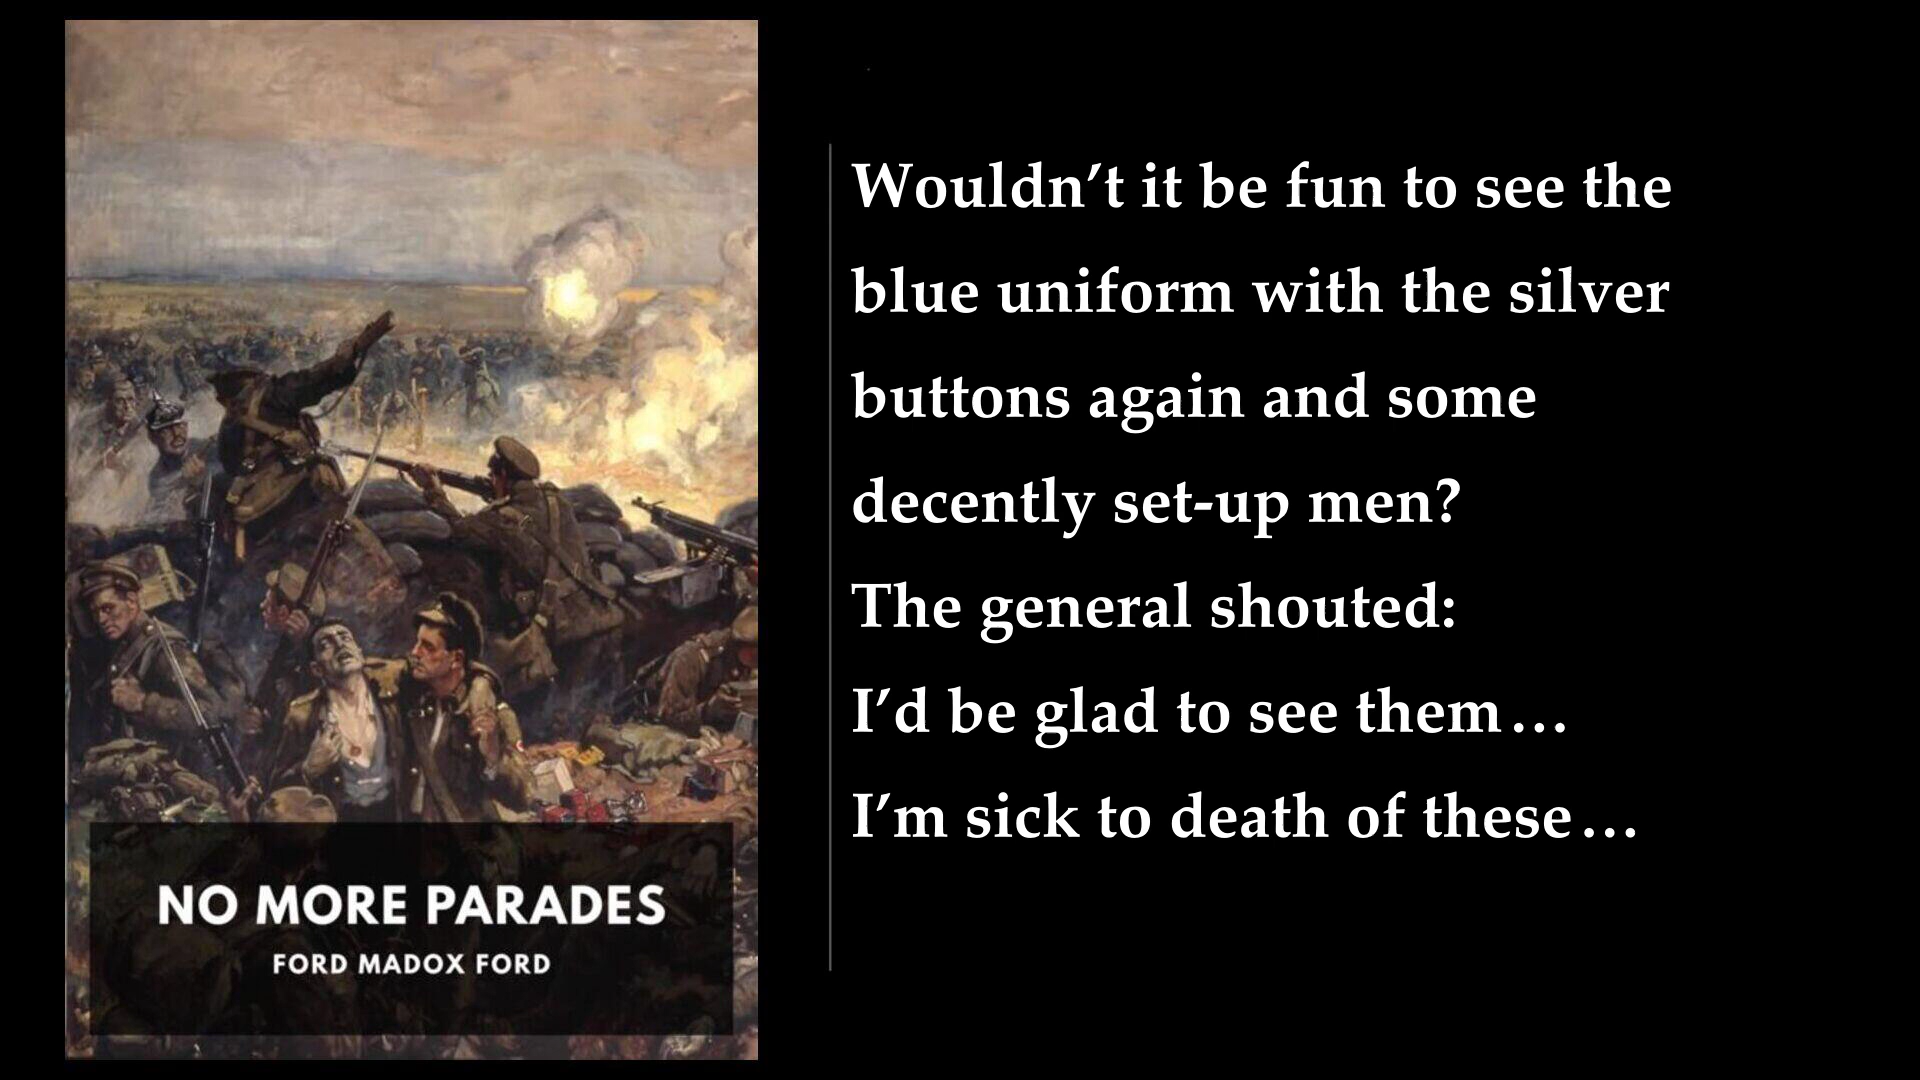 NO MORE PARADES
FORD MADOX FORD
Wouldn’t it be fun to see the
blue uniform with the silver
buttons again and some
decently set-up men?
The general shouted:
I’d be glad to see them…
I’m sick to death of these…